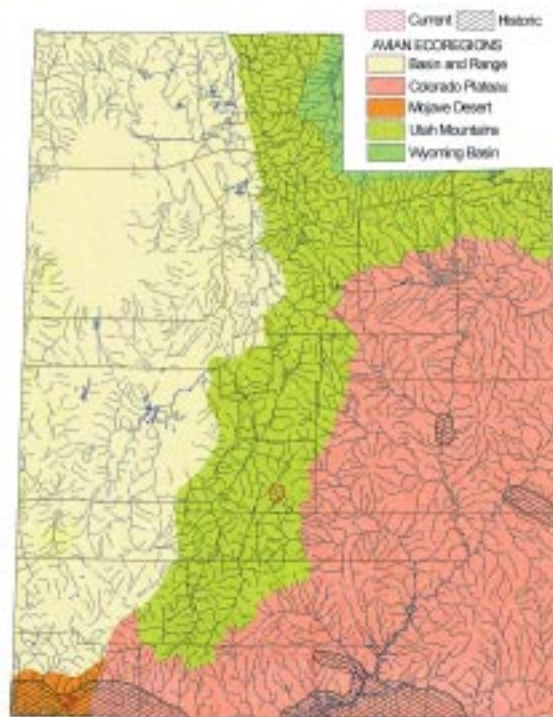 Current Historic
AVIAN ECOREGIONS
Basin and Range
Colorado Plateau
Mojave Desert
Utah Mountains
Wyoming Basin